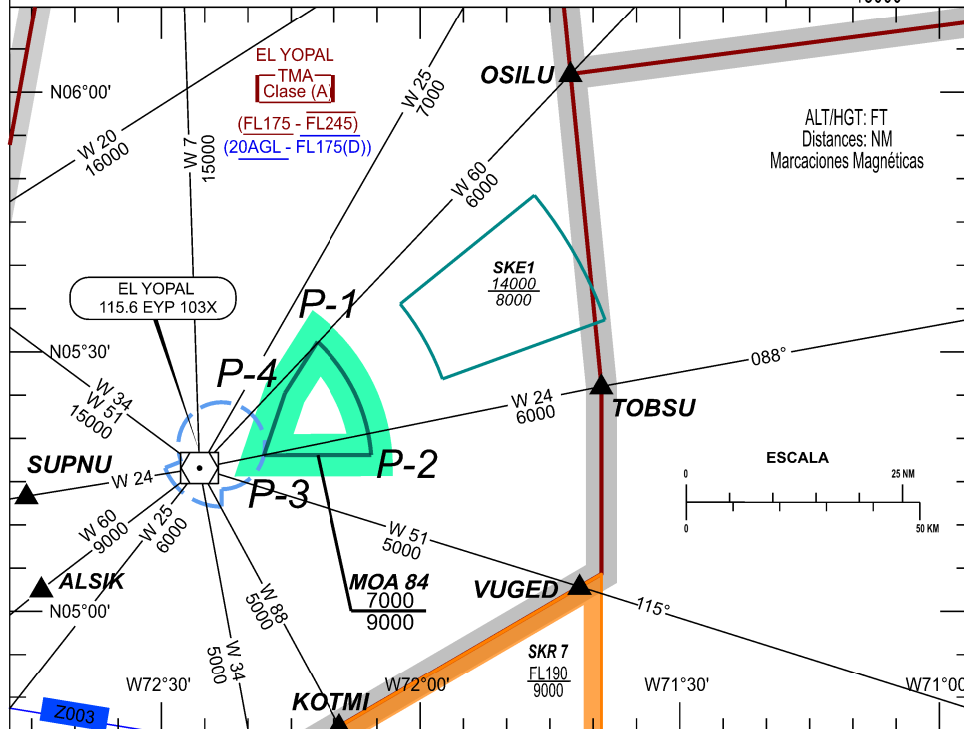 EL YOPAL
TMA
Clase (A)
(FL175 - FL245)
(20AGL - FL175(D))
OSILU
N06°00'
W 20
16000
W 7
15000
W 25
7000
W 60
6000
ALT/HGT: FT
Distances: NM
Marcaciones Magnéticas
SKE1
14000
8000
EL YOPAL
115.6 EYP 103X
P-1
N05°30'
P-4
088°
W 34
W 51
15000
W 24
6000
TOBSU
SUPNU
W 24
P-2
P-3
ESCALA
0
25 NM
0
50 KM
W 60
9000
W 25
6000
W 51
5000
ALSIK
MOA 84
7000
9000
VUGED
115°
N05°00'
W 88
5000
W 34
5000
SKR 7
FL190
9000
W72°30'
W72°00'
W71°30'
W71°00'
KOTMI
Z003